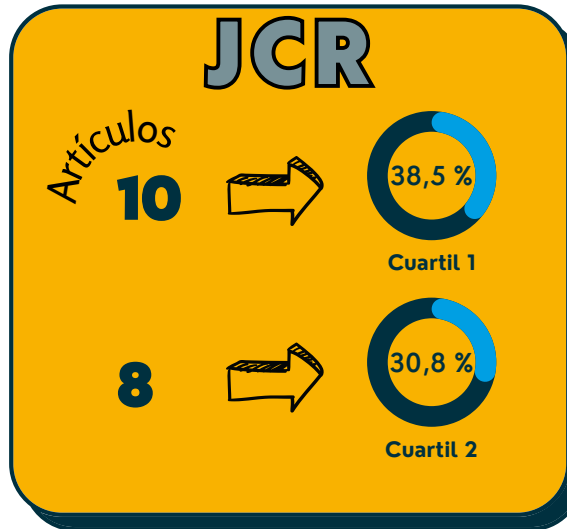 JCR
Artículos
10
38,5 %
Cuartil 1
8
30,8 %
Cuartil 2